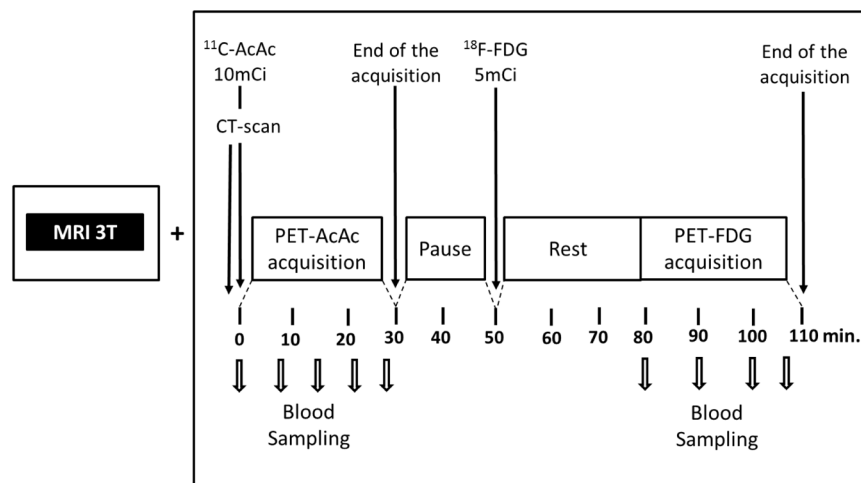 ¹¹C-AcAc
10mCi
CT-scan
End of the
acquisition
¹⁸F-FDG
5mCi
End of the
acquisition
MRI 3T
+
PET-AcAc
acquisition
Pause
Rest
PET-FDG
acquisition
0 10 20 30 40 50 60 70 80 90 100 110 min.
Blood
Sampling
Blood
Sampling